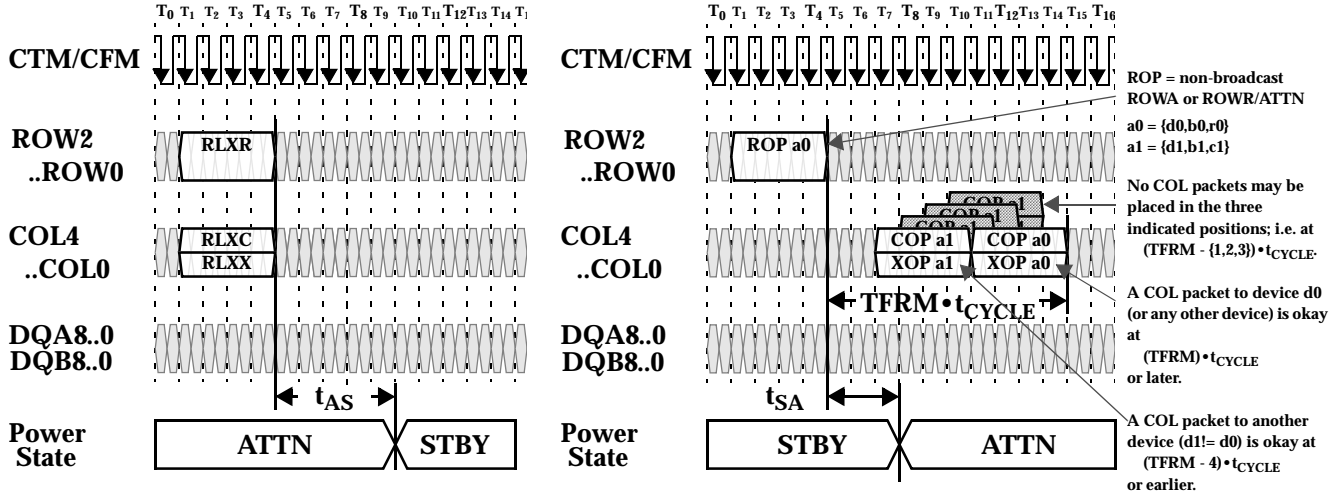 T0 T1 T2 T3 T4 T5 T6 T7 T8 T9 T10 T11 T12 T13 T14 T1
CTM/CFM
ROW2
..ROW0
RLXR
COL4
..COL0
RLXC
RLXX
DQA8..0
DQB8..0
tAS
Power
State
ATTN
STBY
T0 T1 T2 T3 T4 T5 T6 T7 T8 T9 T10 T11 T12 T13 T14 T15 T16
CTM/CFM
ROW2
..ROW0
ROP a0
COP a1
COP a1
COP a1
COL4
..COL0
COP a1
COP a0
XOP a1
XOP a0
TFRM•tCYCLE
DQA8..0
DQB8..0
tSA
Power
State
STBY
ATTN
ROP = non-broadcast
ROWA or ROWR/ATTN
a0 = {d0,b0,r0}
a1 = {d1,b1,c1}
No COL packets may be
placed in the three
indicated positions; i.e. at
(TFRM - {1,2,3})•tCYCLE.
A COL packet to device d0
(or any other device) is okay
at
(TFRM)•tCYCLE
or later.
A COL packet to another
device (d1!= d0) is okay at
(TFRM - 4)•tCYCLE
or earlier.